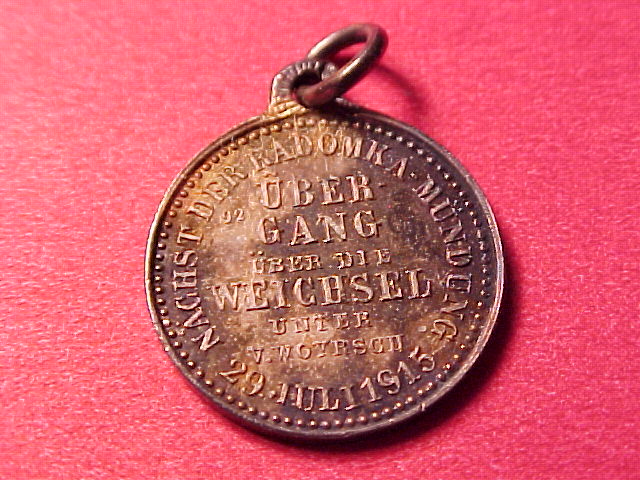 NÄCHST DER RADOMKA-MÜNDUNG
92
ÜBER-
GANG
ÜBER DIE
WEICHSEL
UNTER
V. WOYRSCH
29. JULI 1915